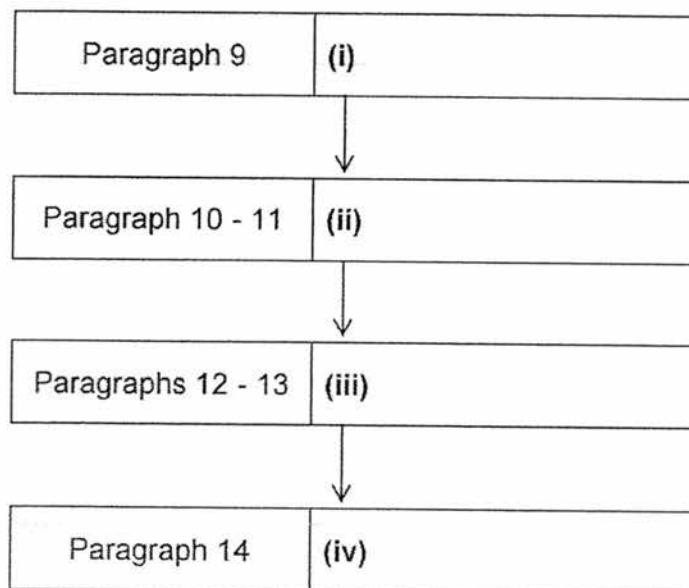 Paragraph 9 (i)
Paragraph 10 - 11 (ii)
Paragraphs 12 - 13 (iii)
Paragraph 14 (iv)